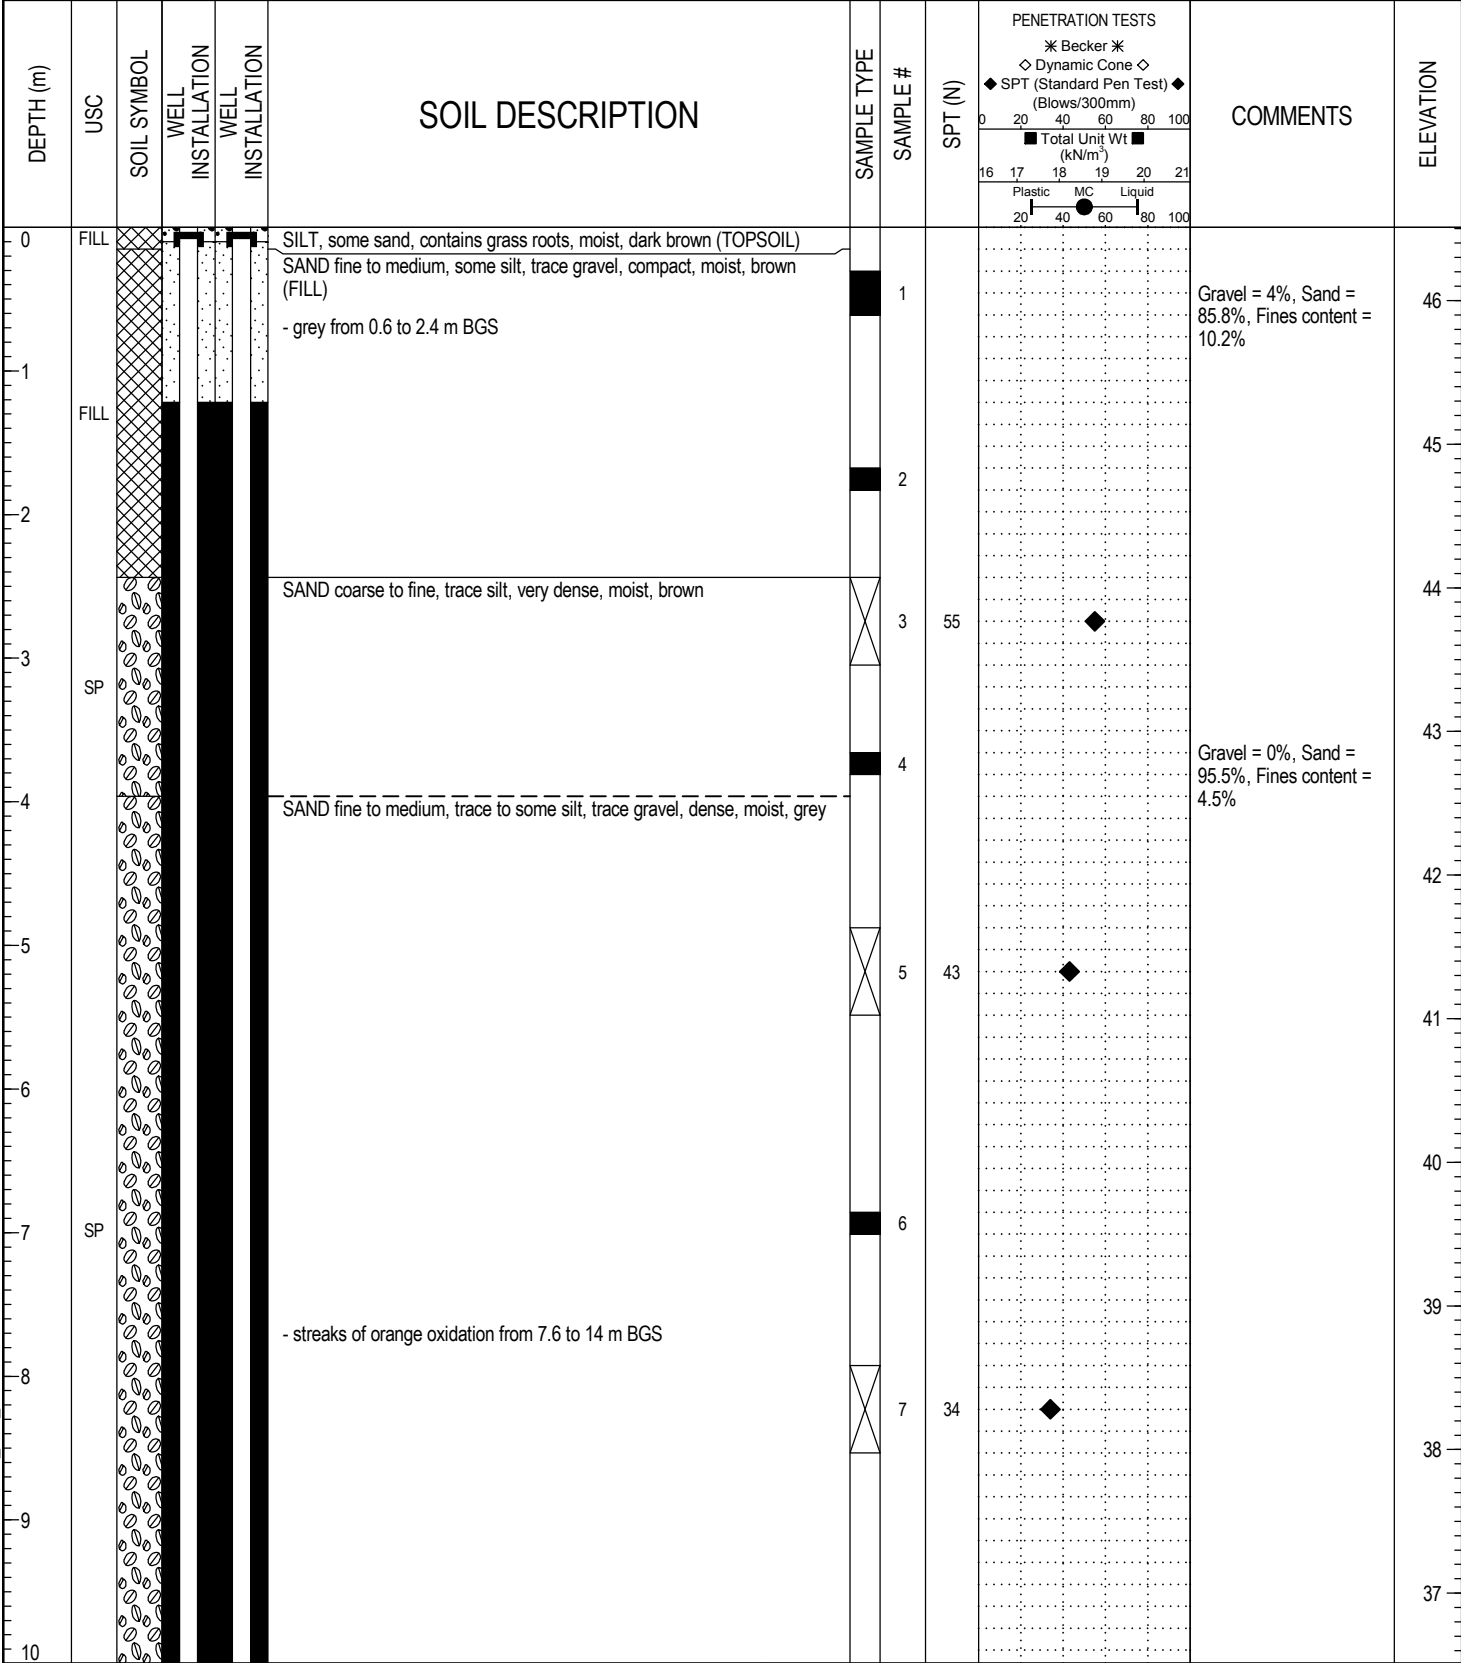 DEPTH (m)
USC
SOIL SYMBOL
WELL
INSTALLATION
WELL
INSTALLATION
SOIL DESCRIPTION
SAMPLE TYPE
SAMPLE #
SPT (N)
PENETRATION TESTS
✳ Becker ✳
◇ Dynamic Cone ◇
◆ SPT (Standard Pen Test) ◆
(Blows/300mm)
0 20 40 60 80 100
■ Total Unit Wt ■
(kN/m³)
16 17 18 19 20 21
Plastic MC Liquid
20 40 60 80 100
COMMENTS
ELEVATION
0
FILL
SILT, some sand, contains grass roots, moist, dark brown (TOPSOIL)
SAND fine to medium, some silt, trace gravel, compact, moist, brown
(FILL)
1
Gravel = 4%, Sand =
85.8%, Fines content =
10.2%
46
- grey from 0.6 to 2.4 m BGS
1
FILL
45
2
2
SAND coarse to fine, trace silt, very dense, moist, brown
44
3
55
3
SP
43
4
Gravel = 0%, Sand =
95.5%, Fines content =
4.5%
4
SAND fine to medium, trace to some silt, trace gravel, dense, moist, grey
42
5
5
43
41
6
40
6
7
SP
39
- streaks of orange oxidation from 7.6 to 14 m BGS
8
7
34
38
9
37
10